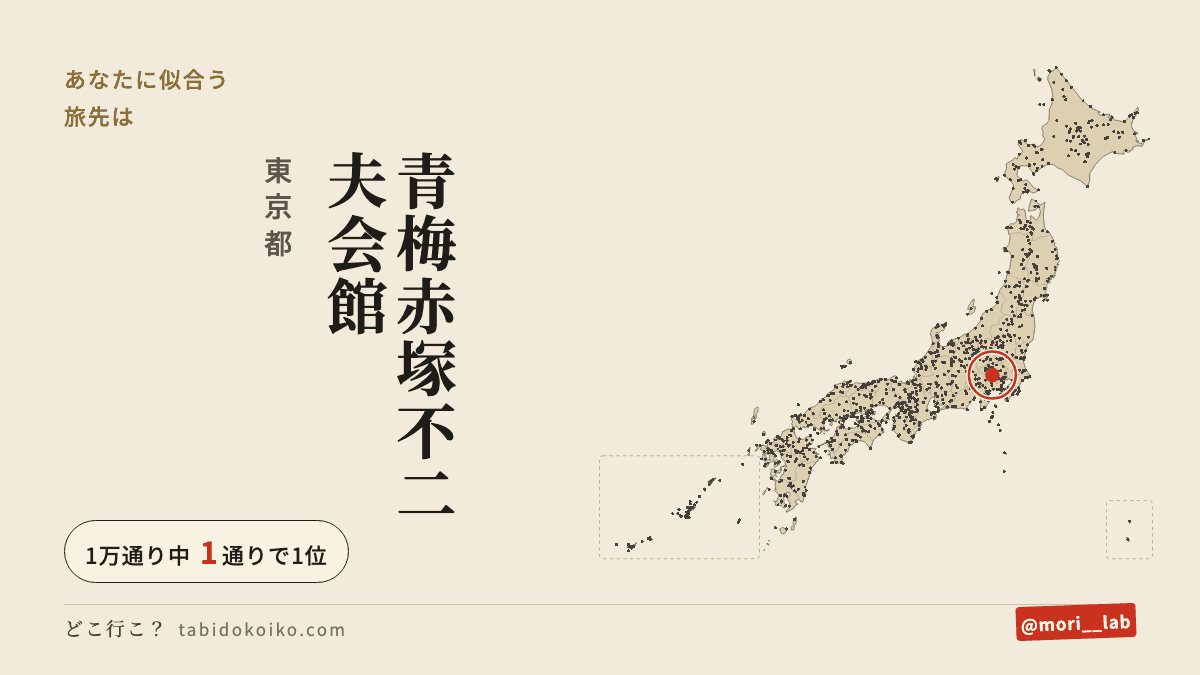 あなたに似合う
旅先は
青梅赤塚不二
夫会館
東京都
1万通り中 1通りで1位
どこ行こ？ tabidokoiko.com
@mori__lab